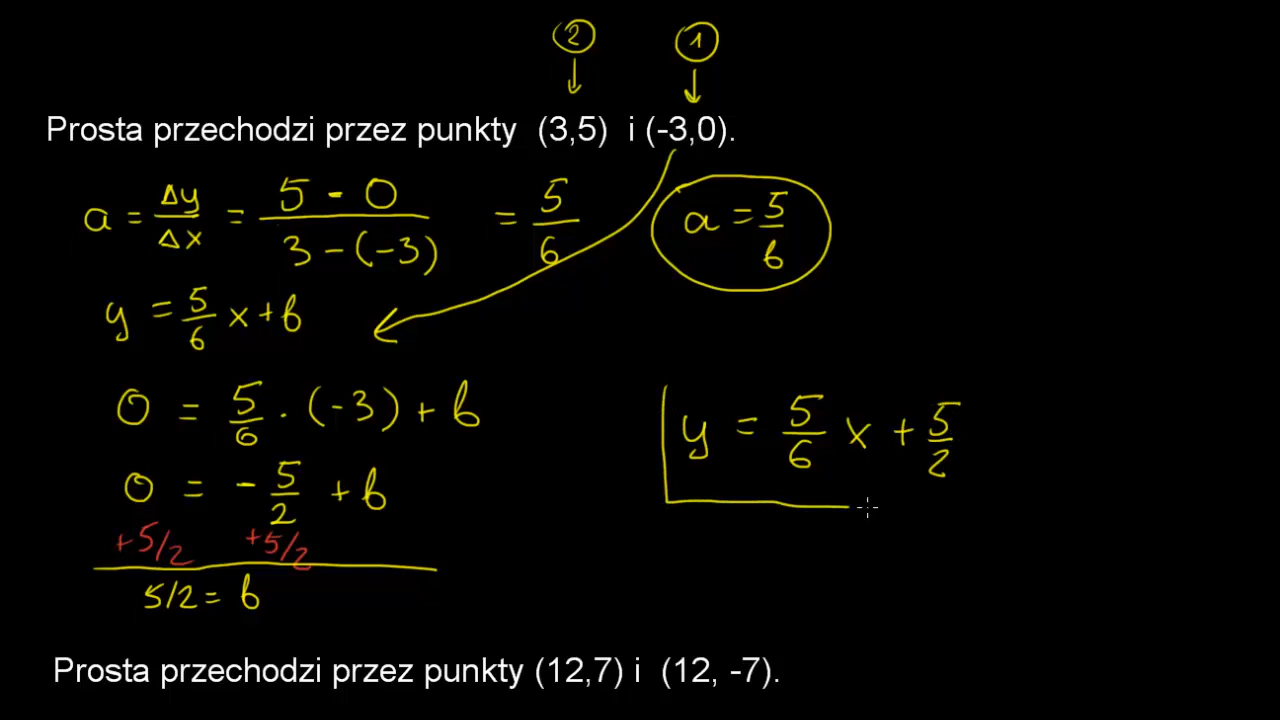 ② ①
↓ ↓
Prosta przechodzi przez punkty (3,5) i (-3,0).
a = Δy/Δx = (5 - 0)/(3 - (-3)) = 5/6 a = 5/6
y = 5/6 x + b
0 = 5/6 · (-3) + b
y = 5/6 x + 5/2
0 = - 5/2 + b
+5/2 +5/2
5/2 = b
Prosta przechodzi przez punkty (12,7) i (12, -7).